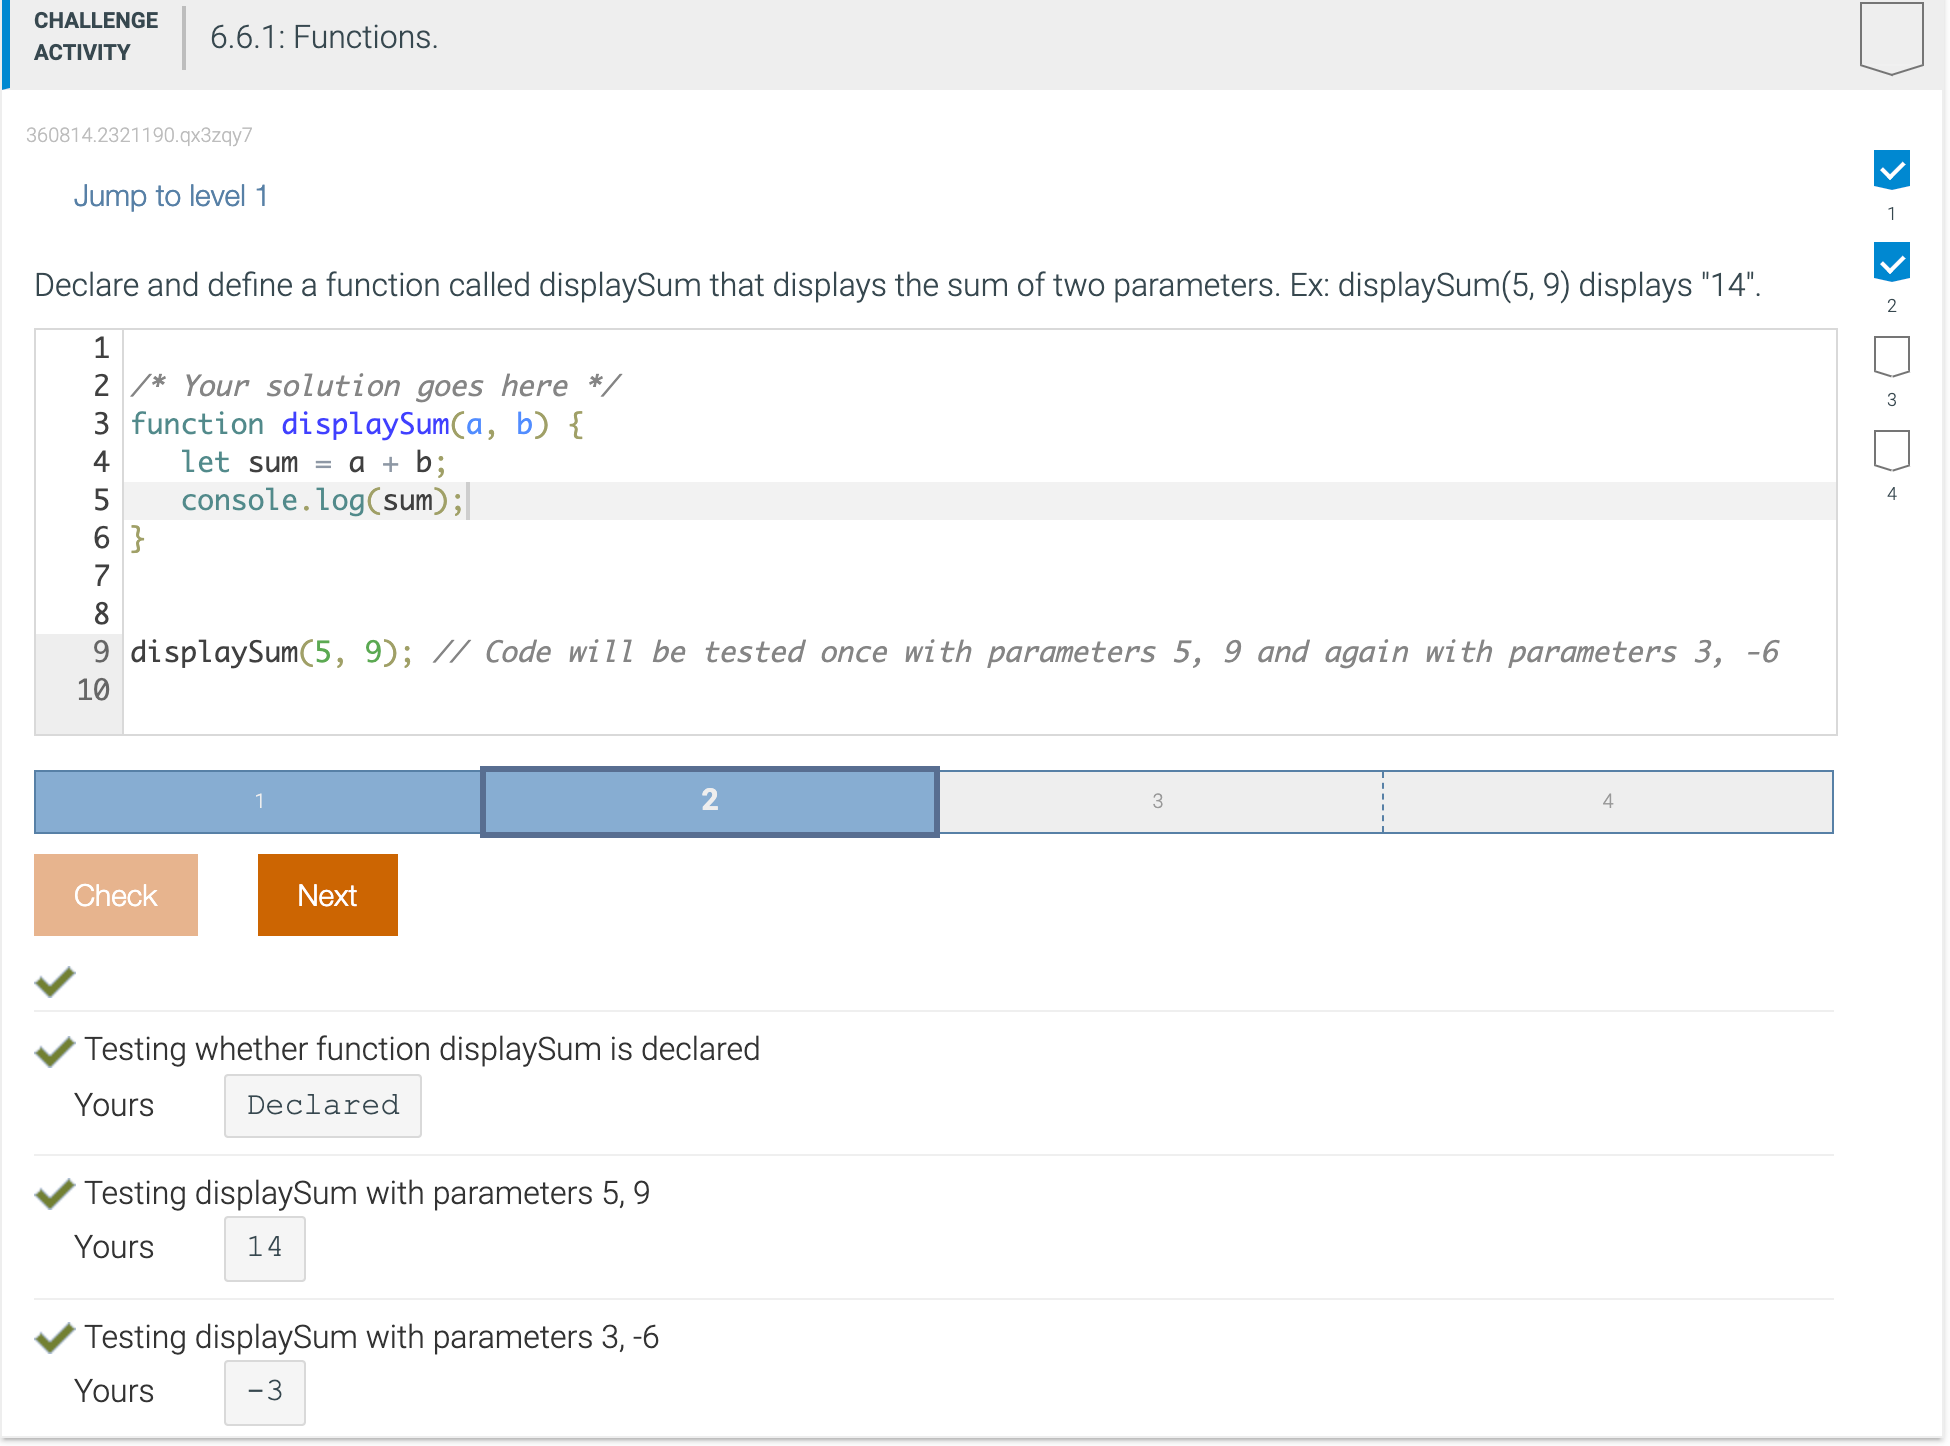 CHALLENGE
ACTIVITY
6.6.1: Functions.
360814.2321190.qx3zqy7
Jump to level 1
1
2
3
4
Declare and define a function called displaySum that displays the sum of two parameters. Ex: displaySum(5, 9) displays "14".
1
2 /* Your solution goes here */
3 function displaySum(a, b) {
4    let sum = a + b;
5    console.log(sum);
6 }
7
8
9 displaySum(5, 9); // Code will be tested once with parameters 5, 9 and again with parameters 3, -6
10
1 2 3 4
Check Next
Testing whether function displaySum is declared
Yours Declared
Testing displaySum with parameters 5, 9
Yours 14
Testing displaySum with parameters 3, -6
Yours -3